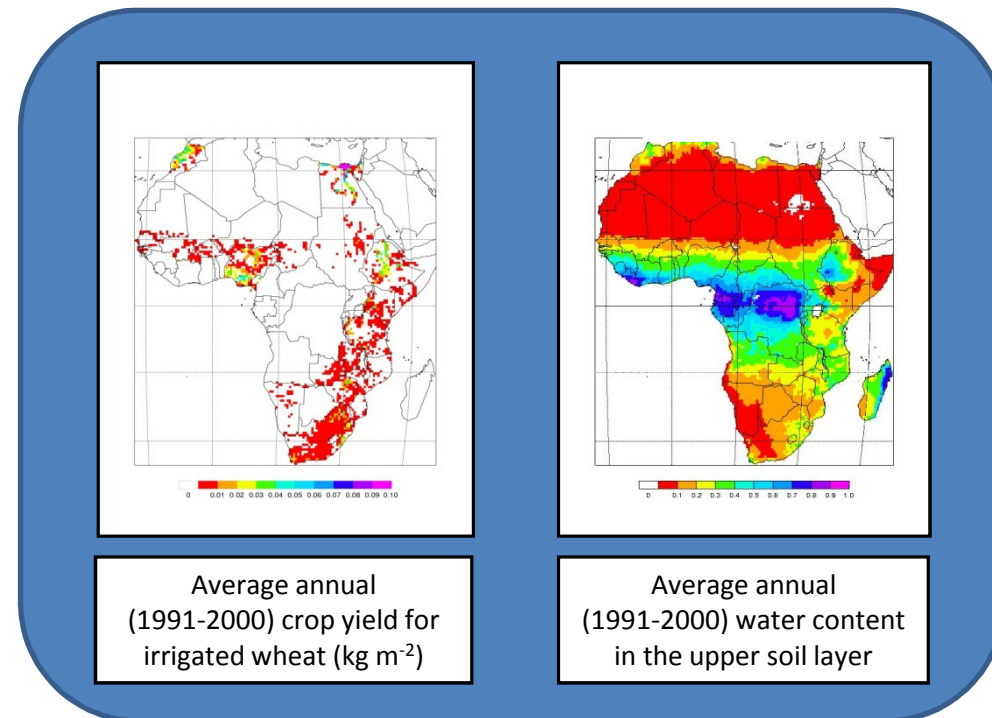 0 0.01 0.02 0.03 0.04 0.05 0.06 0.07 0.08 0.09 0.10
0 0.1 0.2 0.3 0.4 0.5 0.6 0.7 0.8 0.9 1.0
Average annual
(1991-2000) crop yield for
irrigated wheat (kg m⁻²)
Average annual
(1991-2000) water content
in the upper soil layer